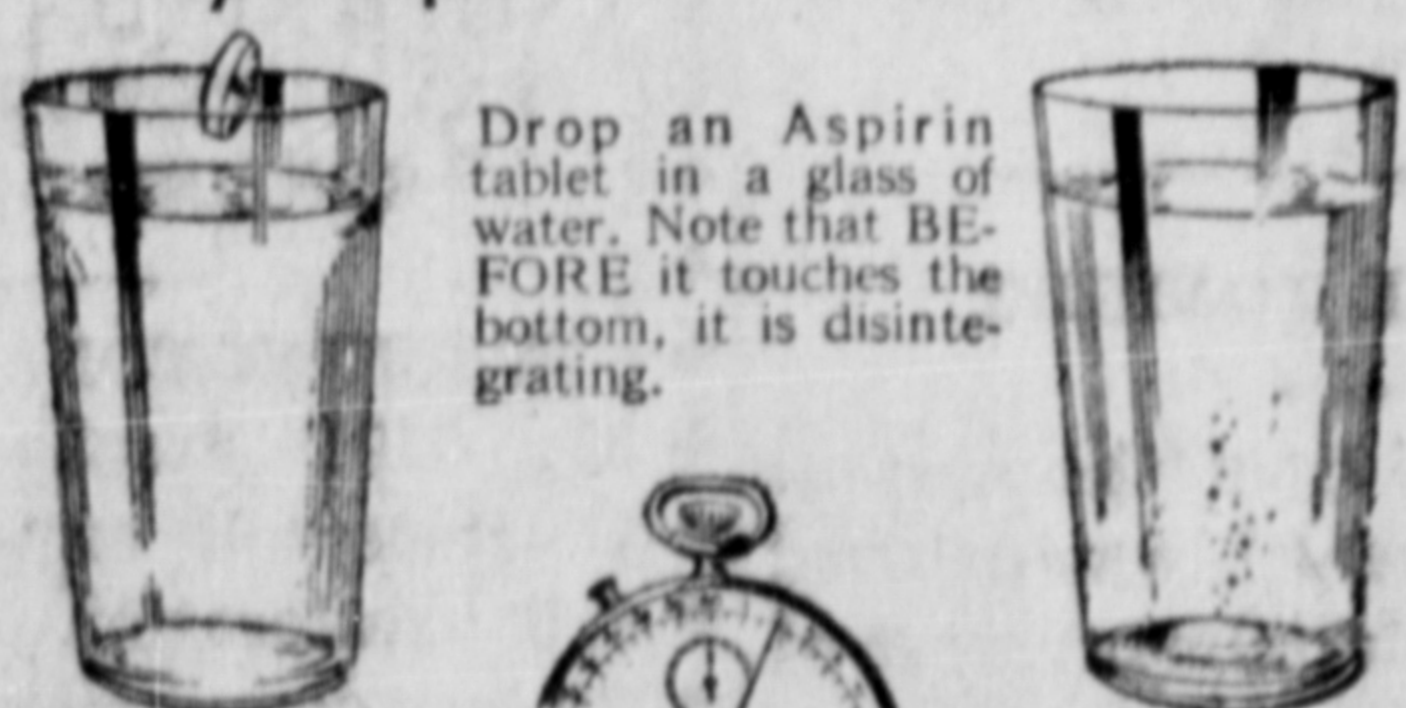 Drop an Aspirin
tablet in a glass of
water. Note that BE-
FORE it touches the
bottom, it is disinte-
grating.